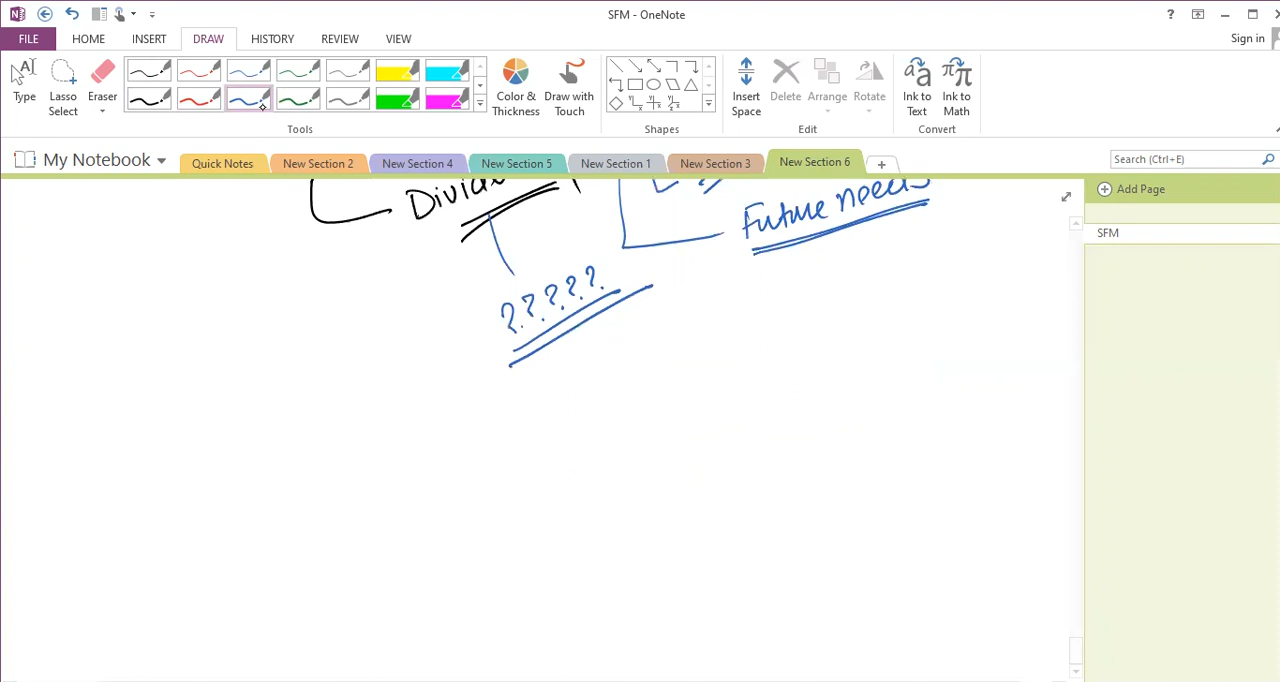 SFM - OneNote
?
Sign in
FILE HOME INSERT DRAW HISTORY REVIEW VIEW
Type
Lasso Select
Eraser
Color & Thickness
Draw with Touch
Insert Space
Delete
Arrange
Rotate
Ink to Text
Ink to Math
Tools Shapes Edit Convert
My Notebook Quick Notes New Section 2 New Section 4 New Section 5 New Section 1 New Section 3 New Section 6 +
Search (Ctrl+E)
Add Page
SFM
Future needs
?.?.?.?.?.